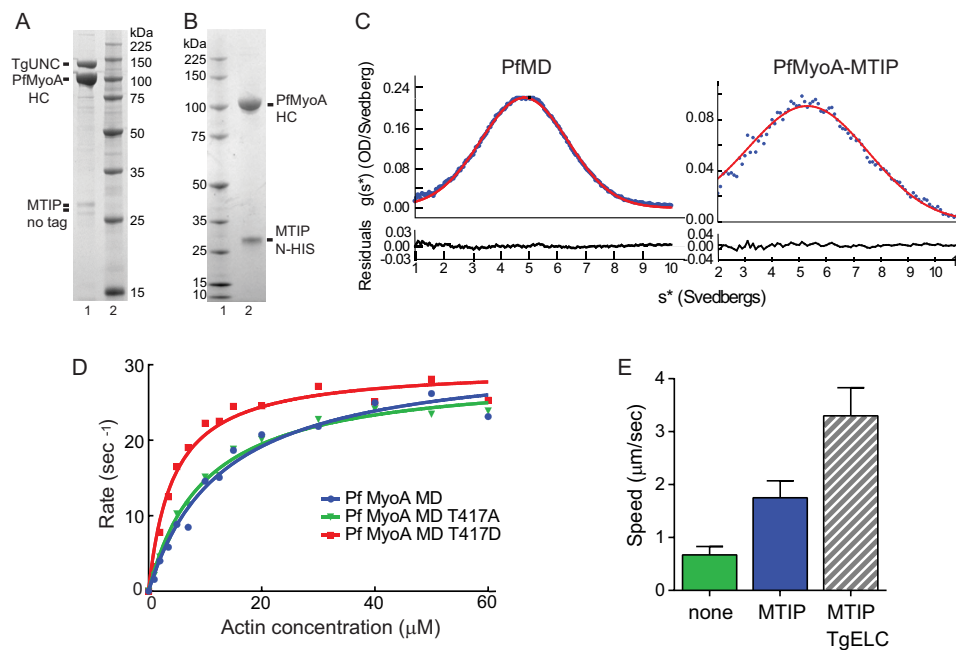 A
TgUNC
PfMyoA
HC
MTIP
no tag
kDa
225
150
100
75
50
35
25
15
1 2
B
kDa
225
150
100
75
50
35
25
15
10
PfMyoA
HC
MTIP
N-HIS
1 2
C
PfMD
g(s*) (OD/Svedberg)
0.24
0.16
0.08
0.00
Residuals
0.03
0.00
-0.03
1 2 3 4 5 6 7 8 9 10
PfMyoA-MTIP
0.08
0.04
0.00
0.04
0.00
-0.04
2 3 4 5 6 7 8 9 10
s* (Svedbergs)
D
Rate (sec -1)
30
20
10
0
0 20 40 60
Actin concentration (μM)
Pf MyoA MD
Pf MyoA MD T417A
Pf MyoA MD T417D
E
Speed (μm/sec)
4
3
2
1
0
none MTIP MTIP
TgELC